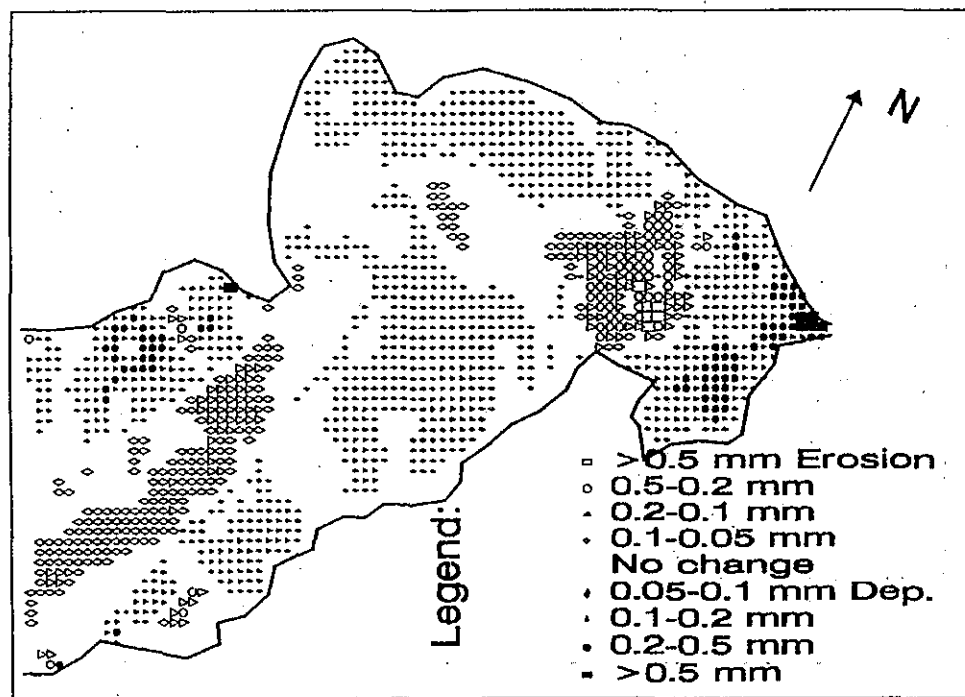 N
Legend:
>0.5 mm Erosion
0.5-0.2 mm
0.2-0.1 mm
0.1-0.05 mm
No change
0.05-0.1 mm Dep.
0.1-0.2 mm
0.2-0.5 mm
>0.5 mm